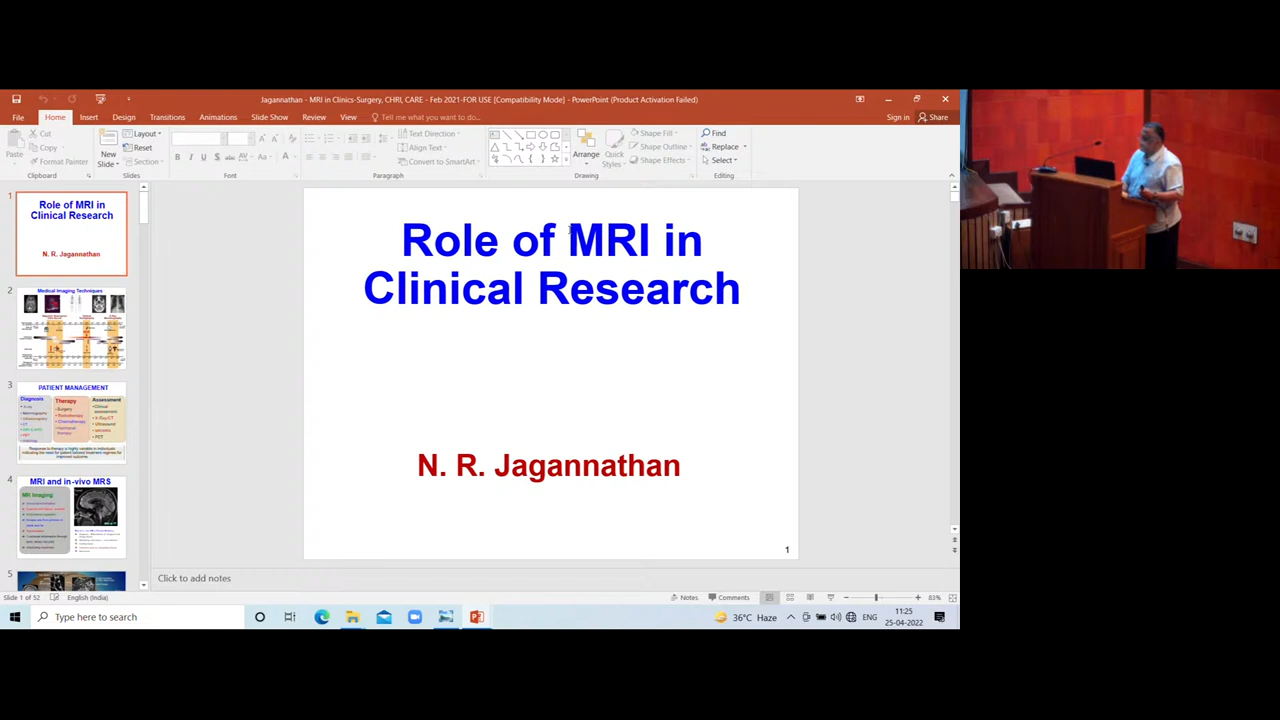 Jagannathan - MRI in Clinics-Surgery, CHRI, CARE - Feb 2021-FOR USE [Compatibility Mode] - PowerPoint (Product Activation Failed)
File Home Insert Design Transitions Animations Slide Show Review View Tell me what you want to do... Sign in Share
Paste
Cut
Copy
Format Painter
Clipboard
New Slide
Layout
Reset
Section
Slides
Font
Text Direction
Align Text
Convert to SmartArt
Paragraph
Arrange
Quick Styles
Shape Fill
Shape Outline
Shape Effects
Drawing
Find
Replace
Select
Editing
1
Role of MRI in
Clinical Research
N. R. Jagannathan
2
Medical Imaging Techniques
3
PATIENT MANAGEMENT
Diagnosis
Therapy
Assessment
4
MRI and in-vivo MRS
MR Imaging
5
Role of MRI in
Clinical Research
N. R. Jagannathan
1
Click to add notes
Slide 1 of 52 English (India) Notes Comments 83%
Type here to search 36°C Haze ENG 11:25
25-04-2022